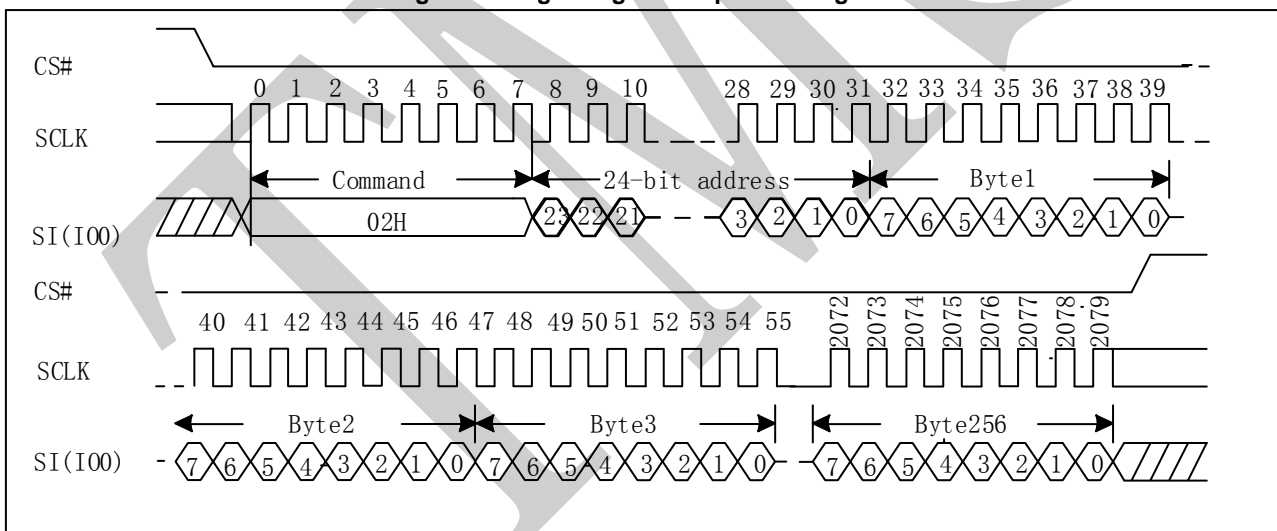 CS#
0 1 2 3 4 5 6 7 8 9 10 28 29 30 31 32 33 34 35 36 37 38 39
SCLK
Command 24-bit address Byte1
SI(IO0) 02H 23 22 21 3 2 1 0 7 6 5 4 3 2 1 0
CS#
40 41 42 43 44 45 46 47 48 49 50 51 52 53 54 55 2072 2073 2074 2075 2076 2077 2078 2079
SCLK
Byte2 Byte3 Byte256
SI(IO0) 7 6 5 4 3 2 1 0 7 6 5 4 3 2 1 0 7 6 5 4 3 2 1 0